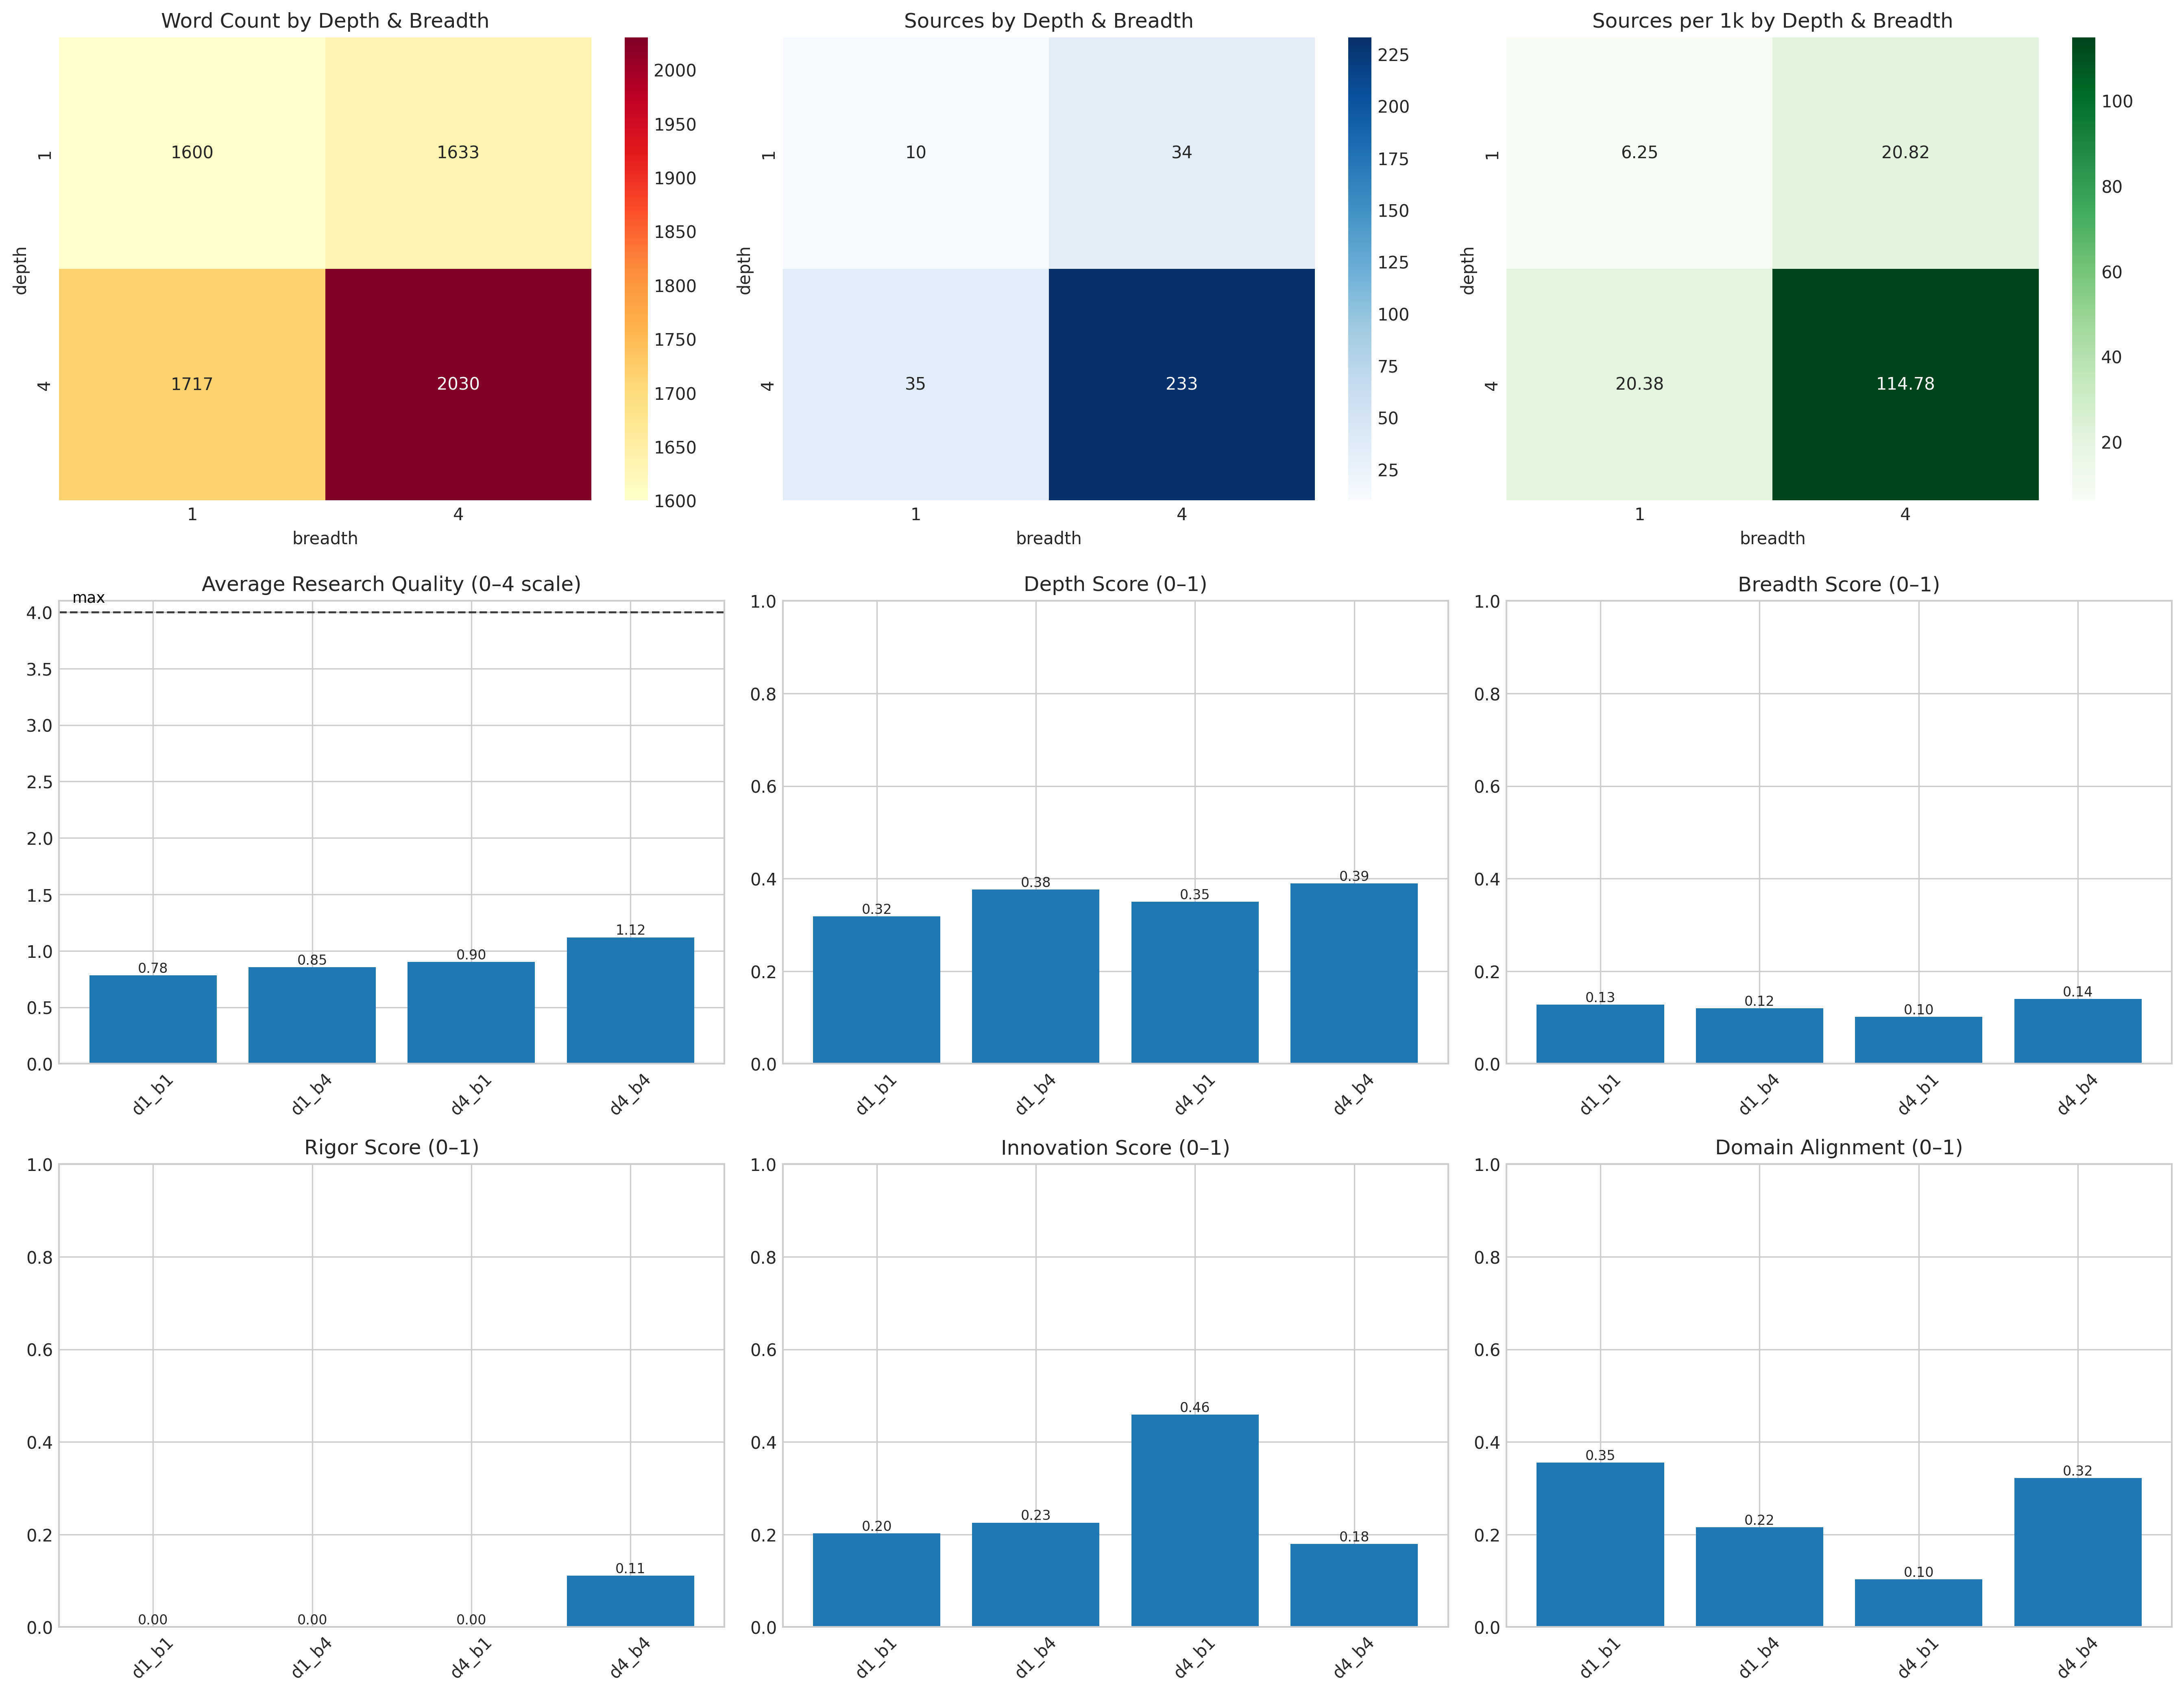 Word Count by Depth & Breadth
1600
1633
1717
2030
1
4
depth
1
4
breadth
2000
1950
1900
1850
1800
1750
1700
1650
1600
Sources by Depth & Breadth
10
34
35
233
1
4
depth
1
4
breadth
225
200
175
150
125
100
75
50
25
Sources per 1k by Depth & Breadth
6.25
20.82
20.38
114.78
1
4
depth
1
4
breadth
100
80
60
40
20
Average Research Quality (0–4 scale)
max
4.0
3.5
3.0
2.5
2.0
1.5
1.0
0.5
0.0
0.78
0.85
0.90
1.12
d1_b1
d1_b4
d4_b1
d4_b4
Depth Score (0–1)
1.0
0.8
0.6
0.4
0.2
0.0
0.32
0.38
0.35
0.39
d1_b1
d1_b4
d4_b1
d4_b4
Breadth Score (0–1)
1.0
0.8
0.6
0.4
0.2
0.0
0.13
0.12
0.10
0.14
d1_b1
d1_b4
d4_b1
d4_b4
Rigor Score (0–1)
1.0
0.8
0.6
0.4
0.2
0.0
0.00
0.00
0.00
0.11
d1_b1
d1_b4
d4_b1
d4_b4
Innovation Score (0–1)
1.0
0.8
0.6
0.4
0.2
0.0
0.20
0.23
0.46
0.18
d1_b1
d1_b4
d4_b1
d4_b4
Domain Alignment (0–1)
1.0
0.8
0.6
0.4
0.2
0.0
0.35
0.22
0.10
0.32
d1_b1
d1_b4
d4_b1
d4_b4